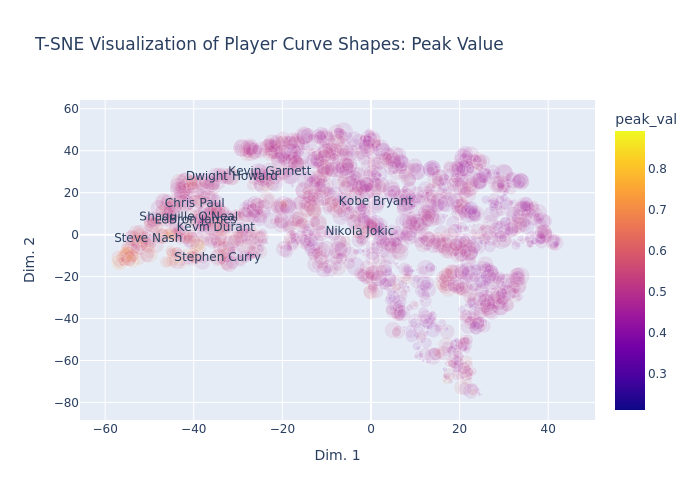 T-SNE Visualization of Player Curve Shapes: Peak Value
peak_val
60
40
20
0
−20
−40
−60
−80
Dim. 2
Kevin Garnett
Dwight Howard
Chris Paul
Kobe Bryant
Shaquille O'Neal
LeBron James
Kevin Durant
Nikola Jokic
Steve Nash
Stephen Curry
0.8
0.7
0.6
0.5
0.4
0.3
−60
−40
−20
0
20
40
Dim. 1